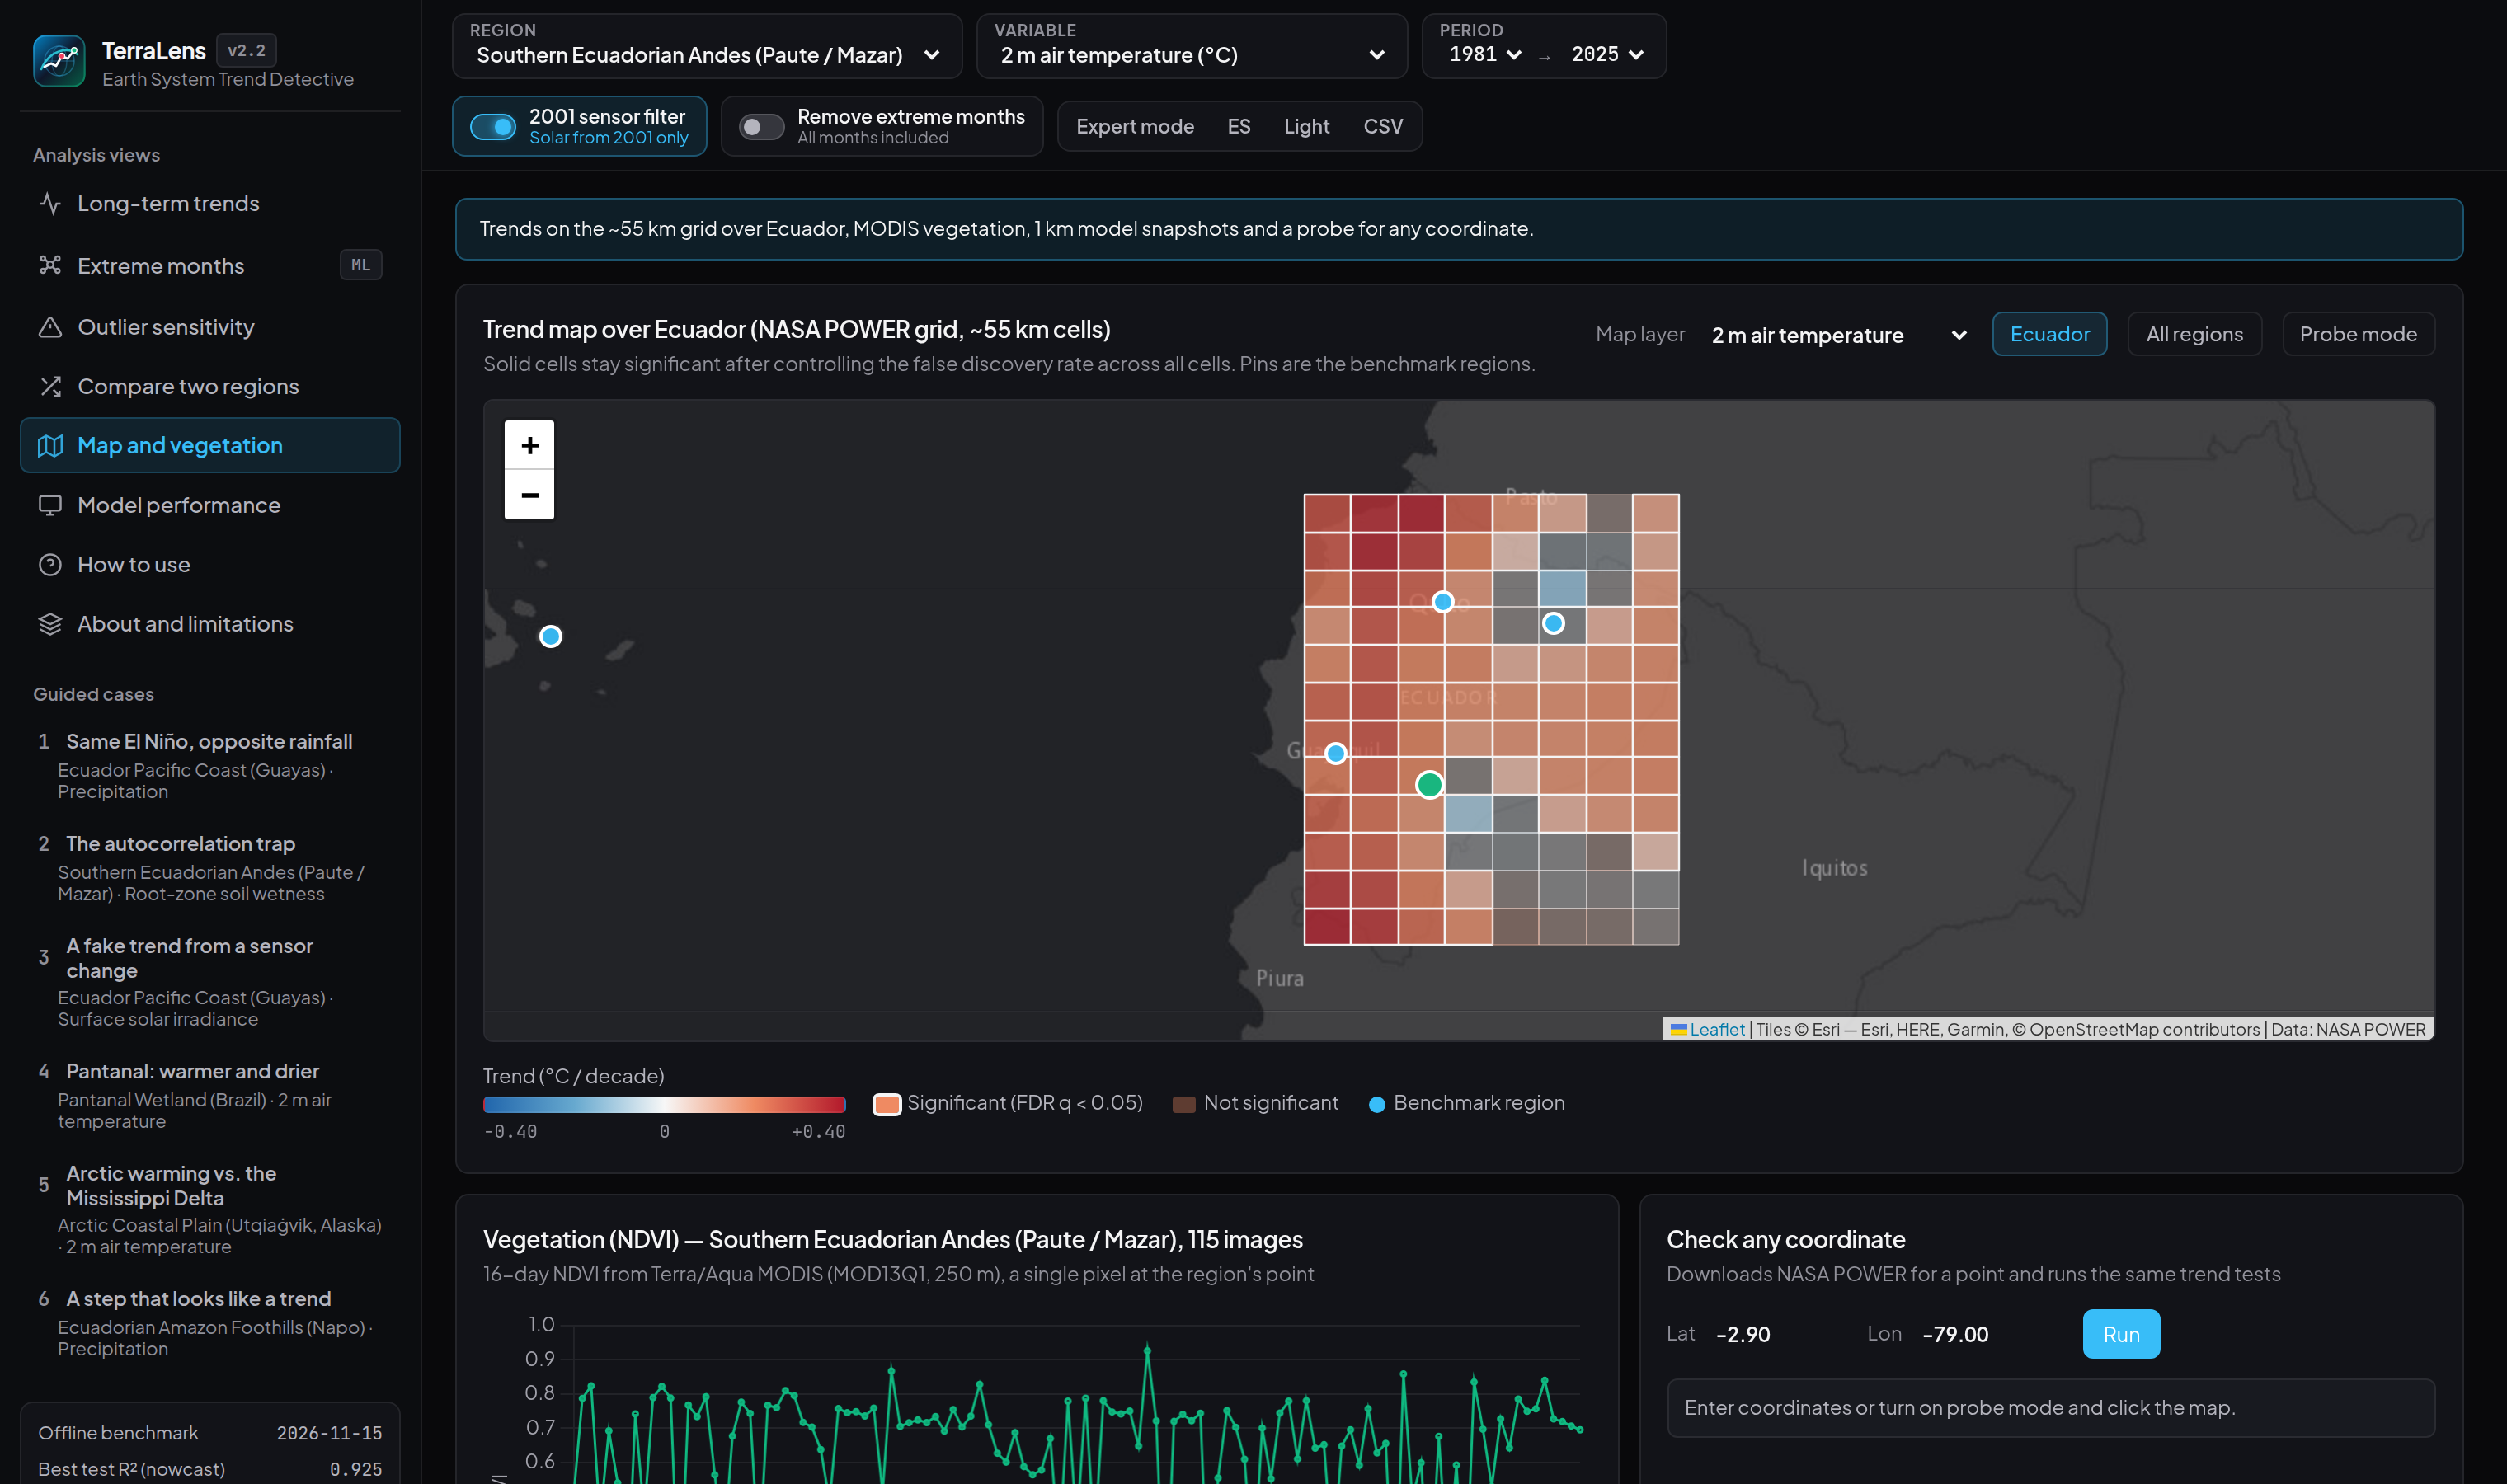 TerraLens v2.2
Earth System Trend Detective
Analysis views
Long-term trends
Extreme months ML
Outlier sensitivity
Compare two regions
Map and vegetation
Model performance
How to use
About and limitations
Guided cases
1 Same El Niño, opposite rainfall
Ecuador Pacific Coast (Guayas) ·
Precipitation
2 The autocorrelation trap
Southern Ecuadorian Andes (Paute /
Mazar) · Root-zone soil wetness
3 A fake trend from a sensor
change
Ecuador Pacific Coast (Guayas) ·
Surface solar irradiance
4 Pantanal: warmer and drier
Pantanal Wetland (Brazil) · 2 m air
temperature
5 Arctic warming vs. the
Mississippi Delta
Arctic Coastal Plain (Utqiaġvik, Alaska)
· 2 m air temperature
6 A step that looks like a trend
Ecuadorian Amazon Foothills (Napo) ·
Precipitation
Offline benchmark 2026-11-15
Best test R² (nowcast) 0.925
REGION
Southern Ecuadorian Andes (Paute / Mazar)
VARIABLE
2 m air temperature (°C)
PERIOD
1981 → 2025
2001 sensor filter
Solar from 2001 only
Remove extreme months
All months included
Expert mode ES Light CSV
Trends on the ~55 km grid over Ecuador, MODIS vegetation, 1 km model snapshots and a probe for any coordinate.
Trend map over Ecuador (NASA POWER grid, ~55 km cells)
Solid cells stay significant after controlling the false discovery rate across all cells. Pins are the benchmark regions.
Map layer 2 m air temperature Ecuador All regions Probe mode
+
−
Pasto
ECUADOR
Iquitos
Piura
Leaflet | Tiles © Esri — Esri, HERE, Garmin, © OpenStreetMap contributors | Data: NASA POWER
Trend (°C / decade)
-0.40 0 +0.40
Significant (FDR q < 0.05) Not significant Benchmark region
Vegetation (NDVI) — Southern Ecuadorian Andes (Paute / Mazar), 115 images
16-day NDVI from Terra/Aqua MODIS (MOD13Q1, 250 m), a single pixel at the region's point
1.0
0.9
0.8
0.7
0.6
Check any coordinate
Downloads NASA POWER for a point and runs the same trend tests
Lat -2.90 Lon -79.00 Run
Enter coordinates or turn on probe mode and click the map.